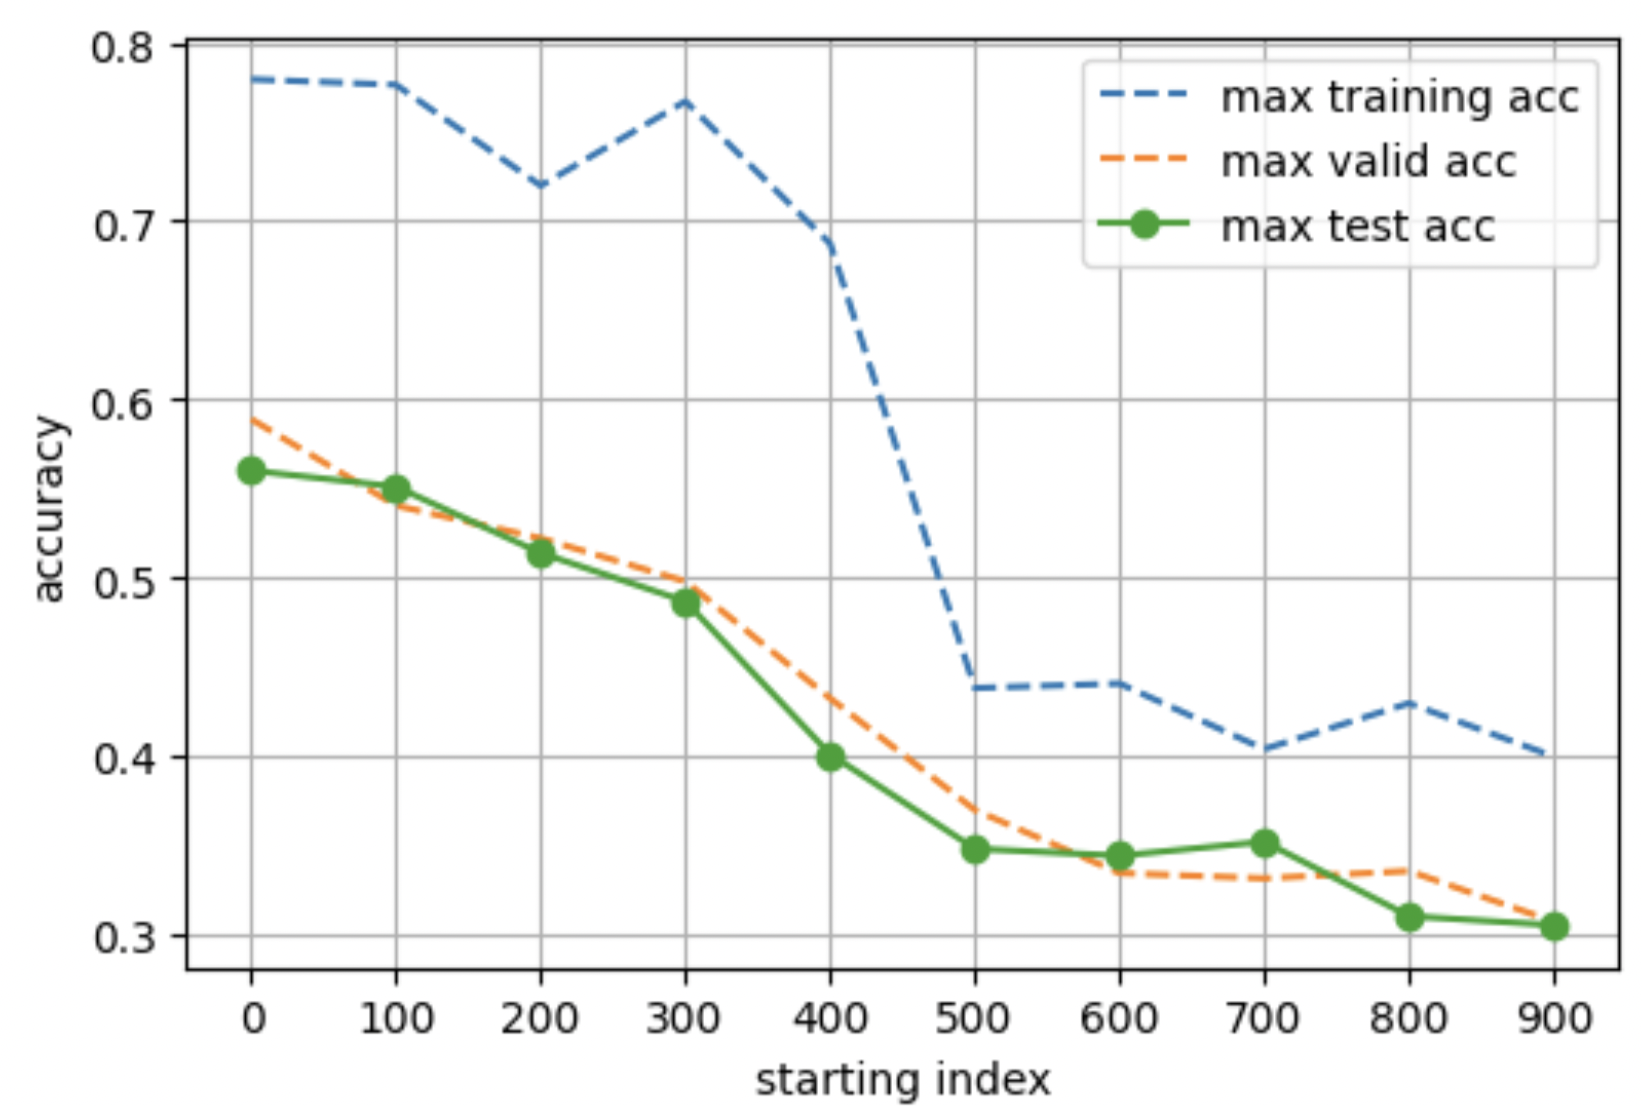 0.8
0.7
0.6
0.5
0.4
0.3
accuracy
max training acc
max valid acc
max test acc
0 100 200 300 400 500 600 700 800 900
starting index